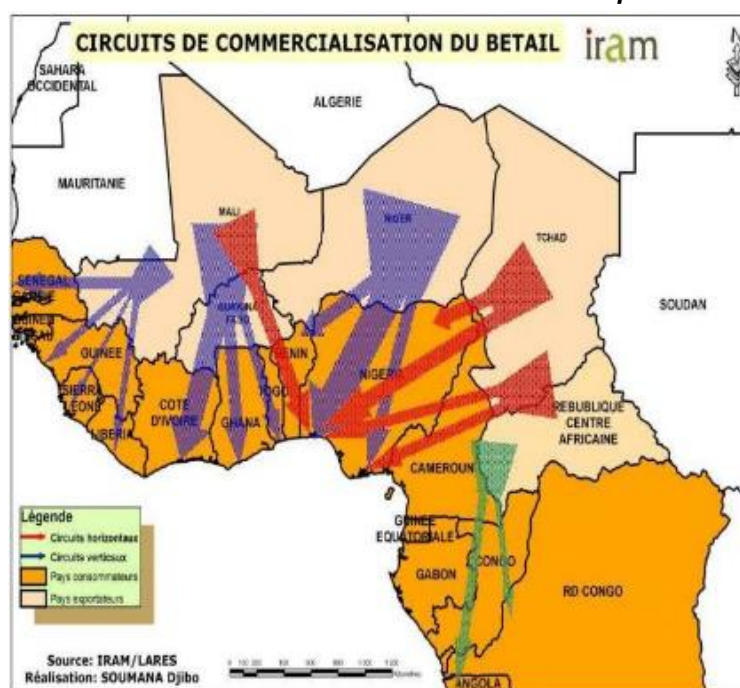 CIRCUITS DE COMMERCIALISATION DU BETAIL
iram
SAHARA
OCCIDENTAL
ALGERIE
MAURITANIE
MALI
NIGER
TCHAD
SOUDAN
SENEGAL
BURKINA
FASO
GUINEE
BENIN
NIGERIA
SIERRA
LEONE
LIBERIA
COTE
D'IVOIRE
GHANA
TOGO
REPUBLIQUE
CENTRE
AFRICAINE
CAMEROUN
GUINEE
EQUATORIALE
GABON
CONGO
RD CONGO
ANGOLA
Légende
Circuits horizontaux
Circuits verticaux
Pays consommateurs
Pays exportateurs
Source: IRAM/LARES
Réalisation: SOUMANA Djibo